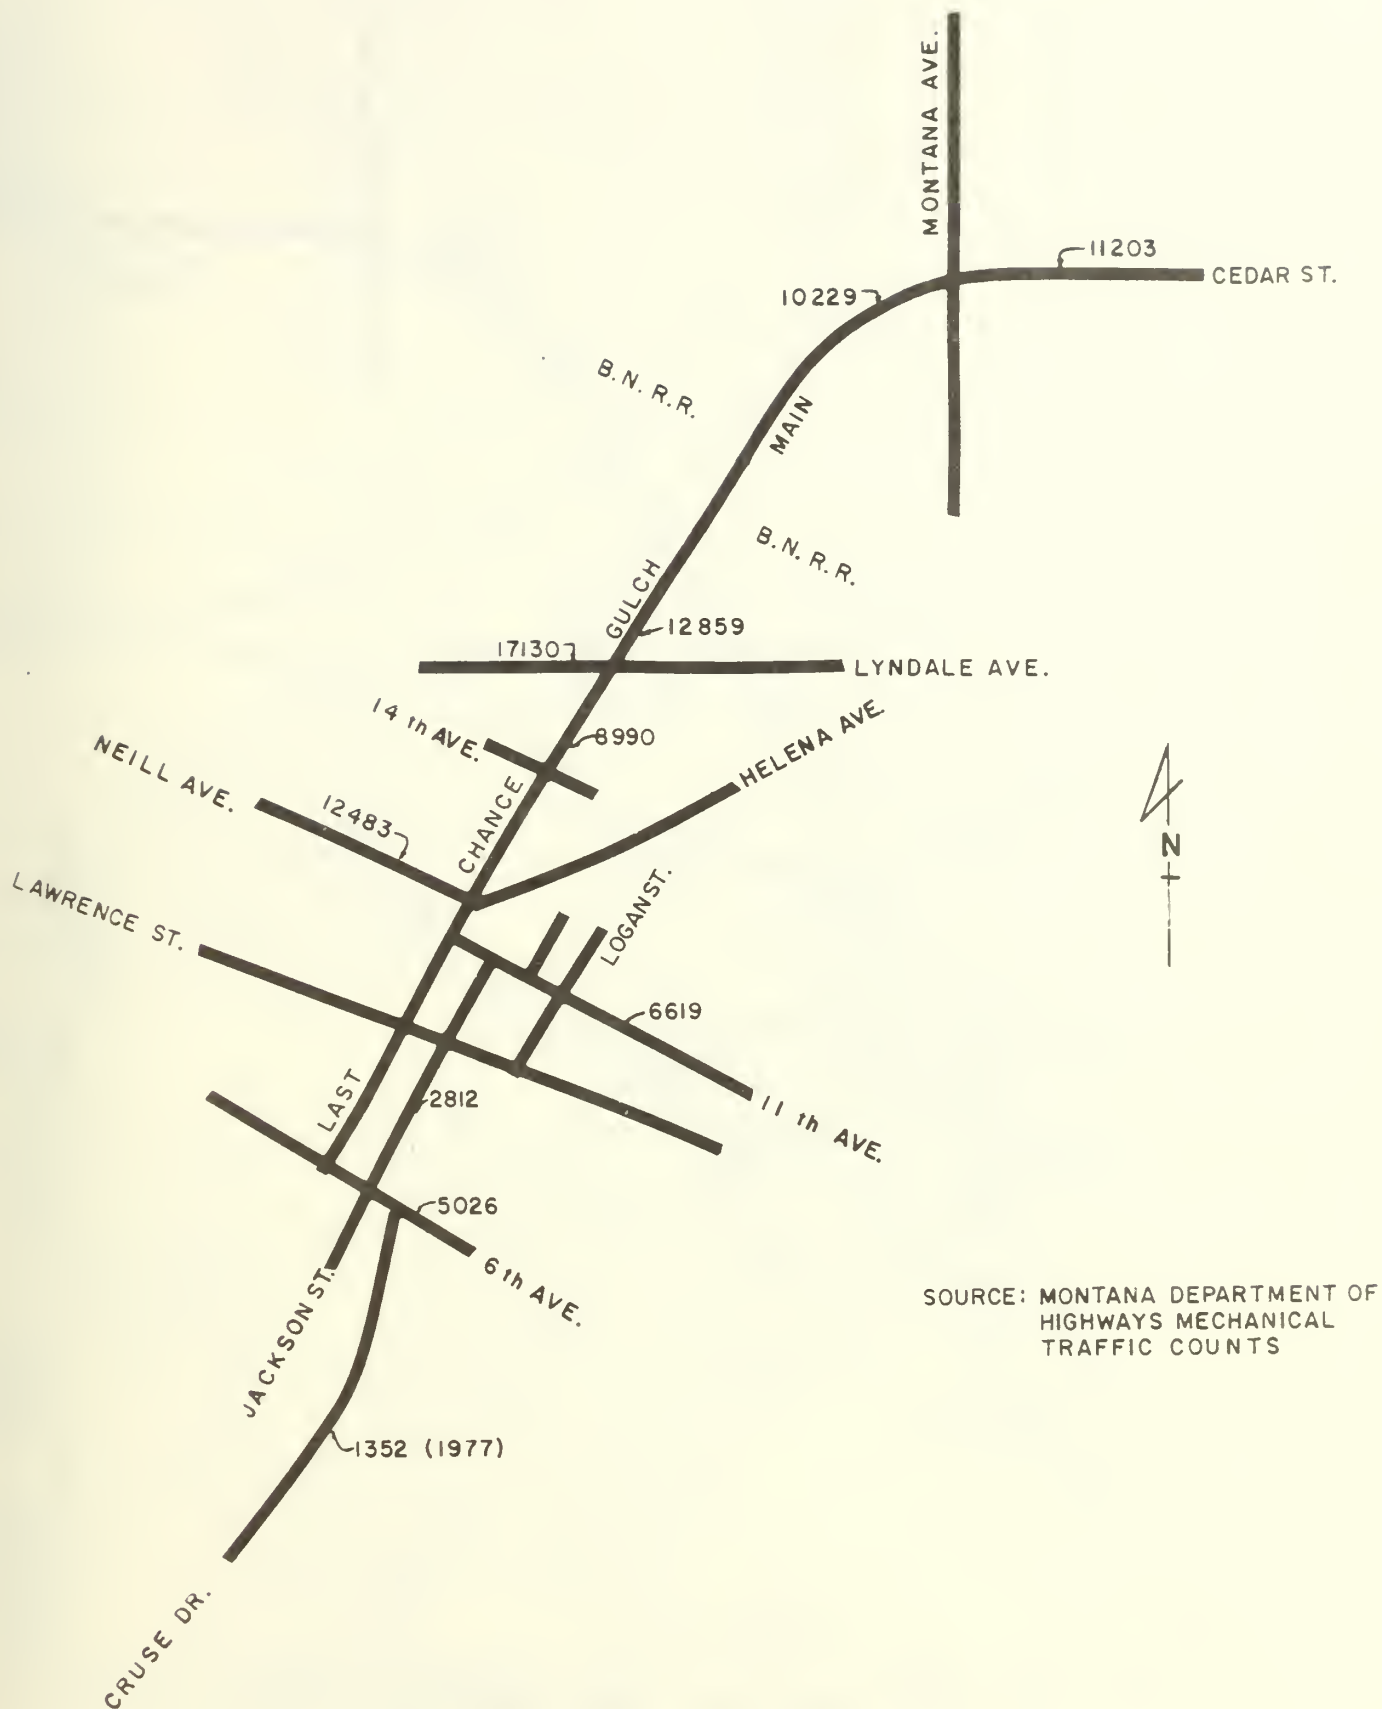 MONTANA AVE.
11203
CEDAR ST.
10229
B.N.R.R.
MAIN
B.N.R.R.
GULCH
12859
17130
LYNDALE AVE.
14 th AVE.
8990
HELENA AVE.
NEILL AVE.
12483
CHANCE
LOGAN ST.
LAWRENCE ST.
6619
LAST
2812
11 th AVE.
5026
6 th AVE.
JACKSON ST.
1352 (1977)
CRUSE DR.
N
SOURCE: MONTANA DEPARTMENT OF
HIGHWAYS MECHANICAL
TRAFFIC COUNTS